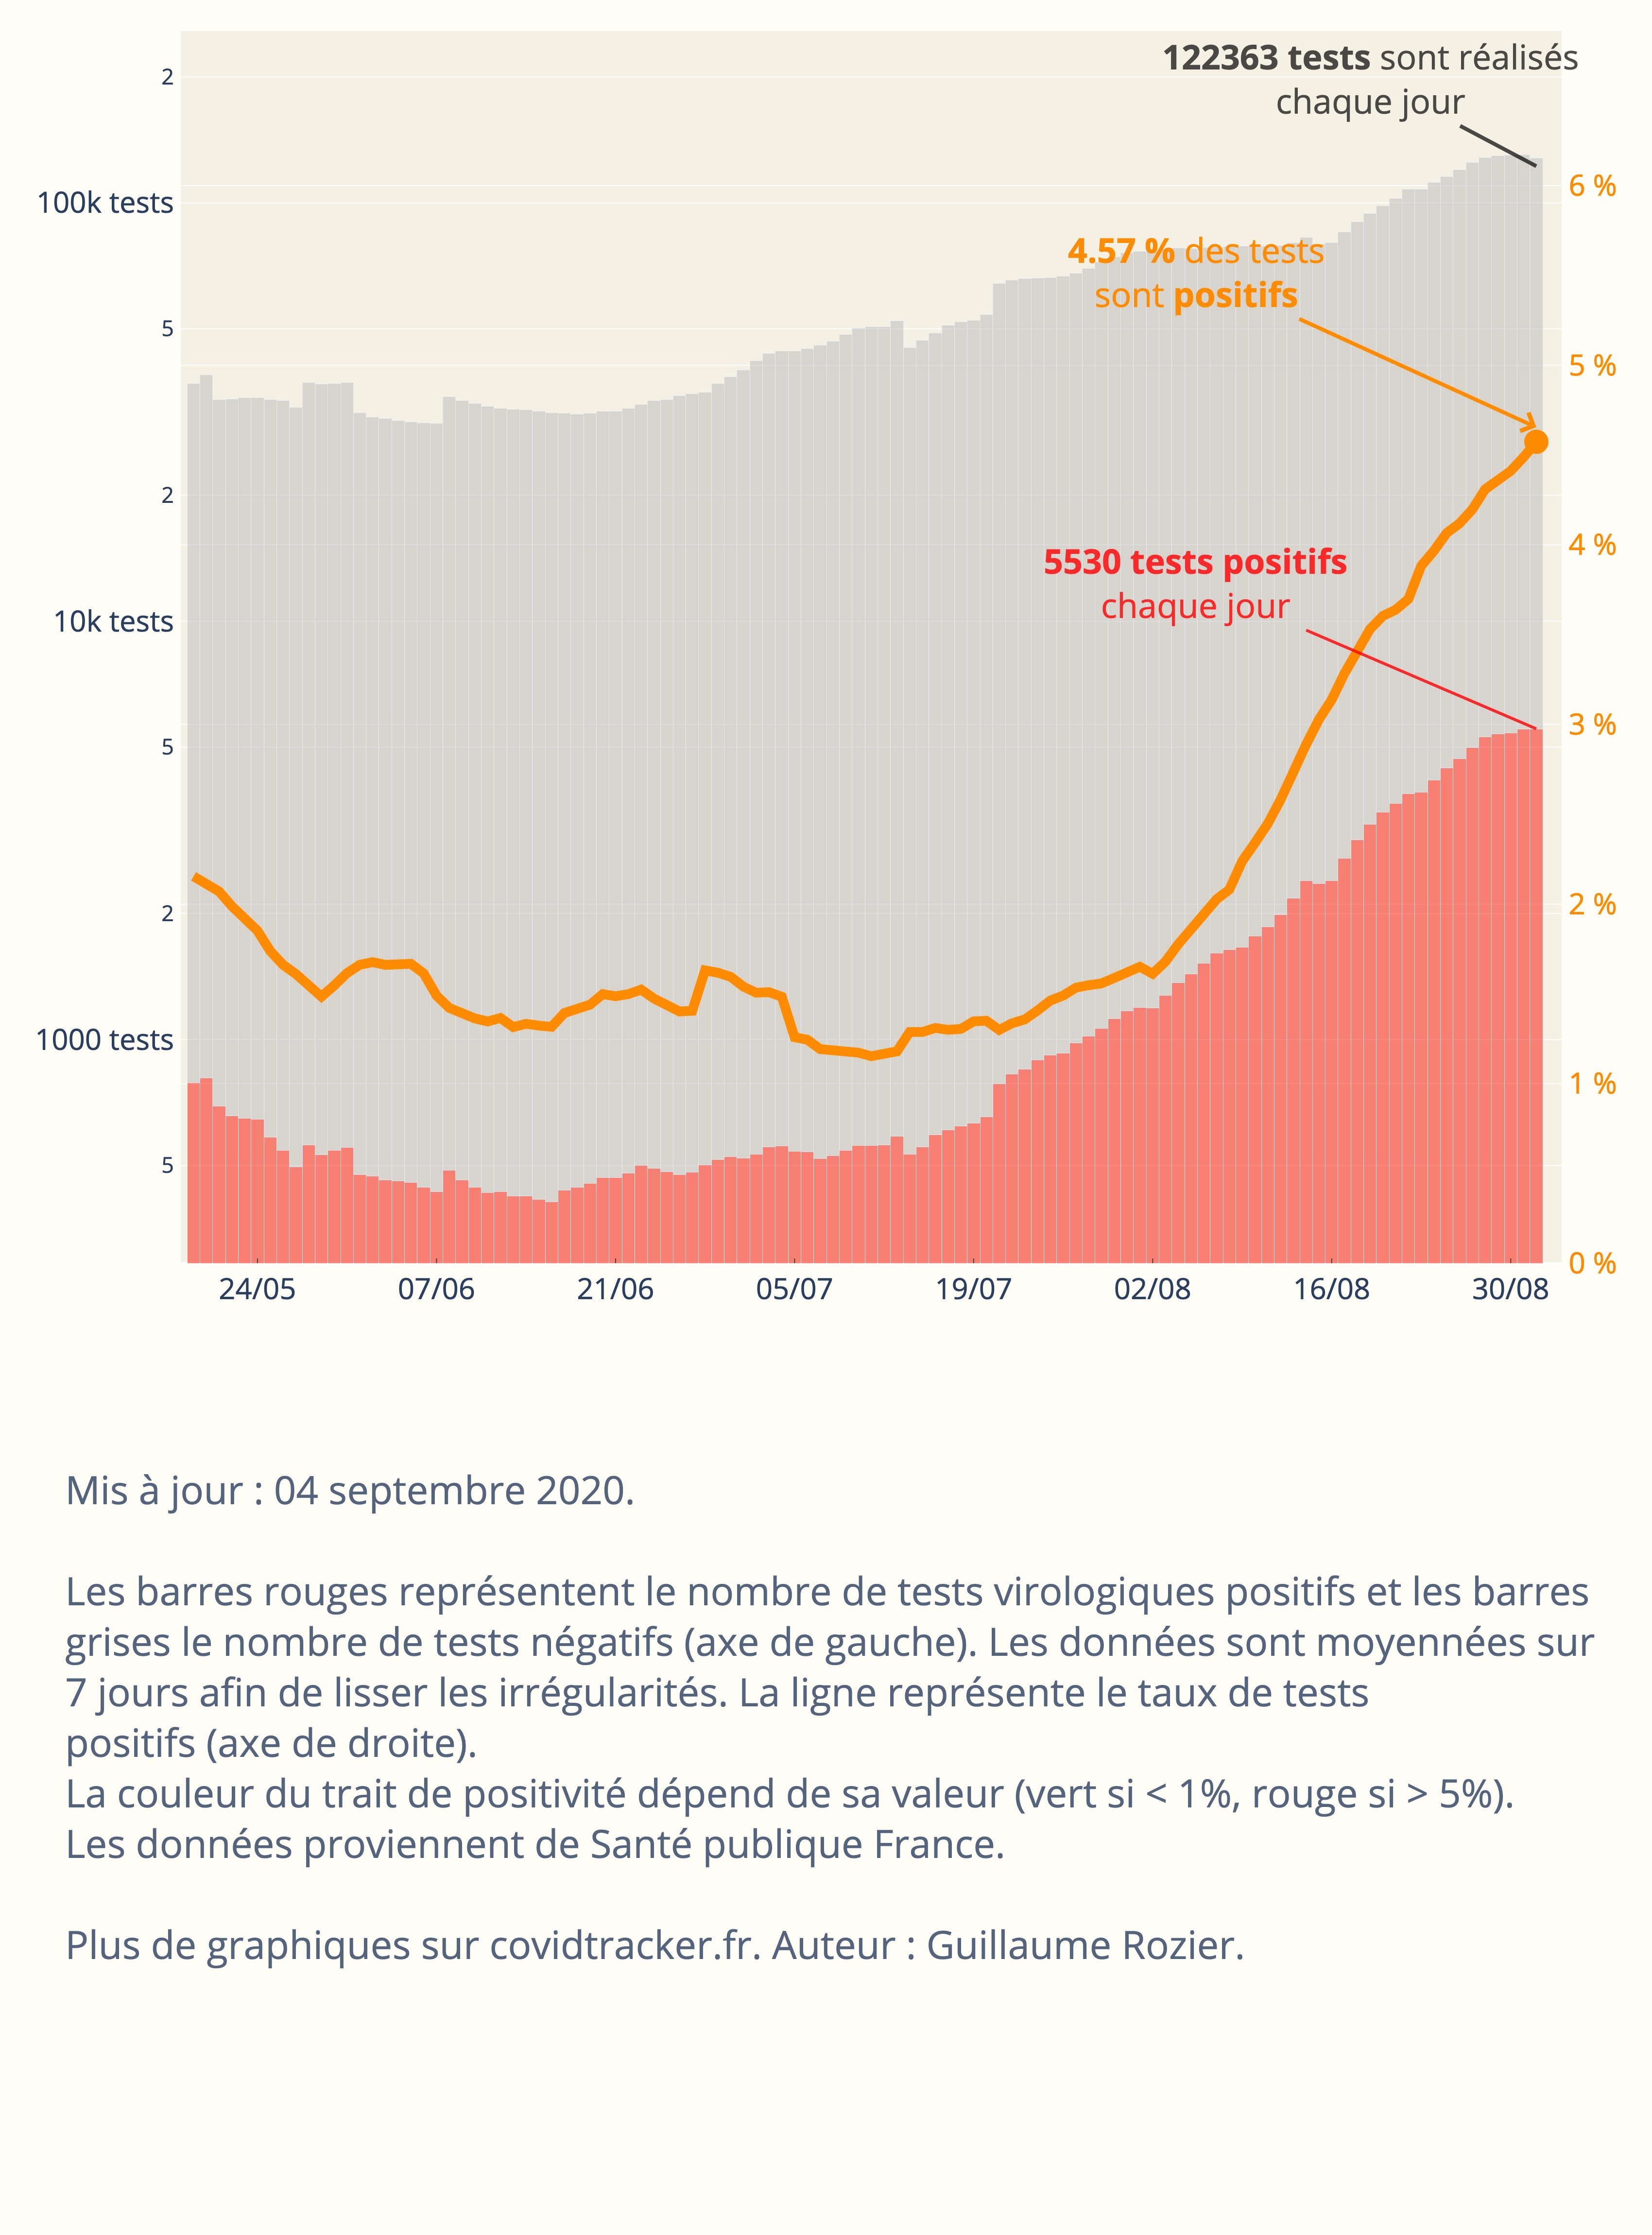 122363 tests sont réalisés
chaque jour
2
100k tests
6 %
4.57 % des tests
sont positifs
5
5 %
2
4 %
5530 tests positifs
chaque jour
10k tests
3 %
5
2 %
2
1000 tests
1 %
5
0 %
24/05 07/06 21/06 05/07 19/07 02/08 16/08 30/08
Mis à jour : 04 septembre 2020.
Les barres rouges représentent le nombre de tests virologiques positifs et les barres
grises le nombre de tests négatifs (axe de gauche). Les données sont moyennées sur
7 jours afin de lisser les irrégularités. La ligne représente le taux de tests
positifs (axe de droite).
La couleur du trait de positivité dépend de sa valeur (vert si < 1%, rouge si > 5%).
Les données proviennent de Santé publique France.
Plus de graphiques sur covidtracker.fr. Auteur : Guillaume Rozier.